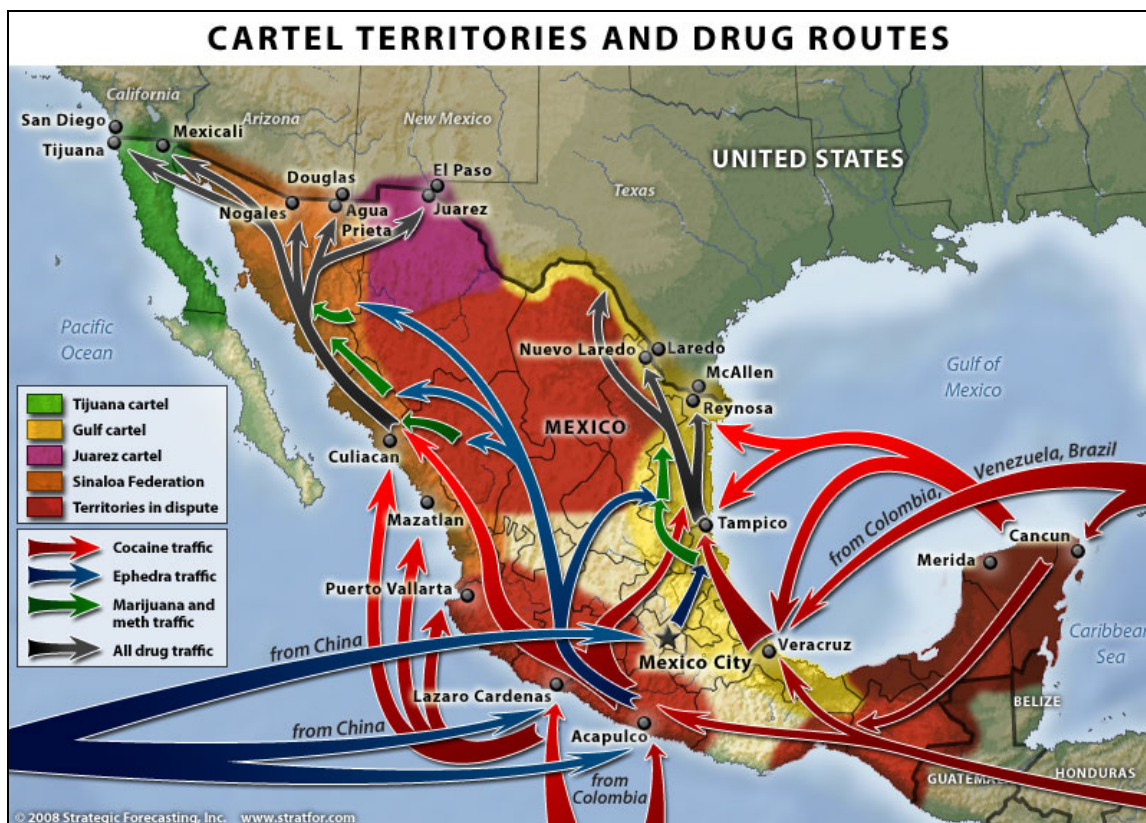 CARTEL TERRITORIES AND DRUG ROUTES
California
San Diego
Tijuana
Mexicali
Arizona
New Mexico
Douglas
El Paso
Nogales
Agua
Prieta
Juarez
Texas
UNITED STATES
Pacific
Ocean
Gulf of
Mexico
Nuevo Laredo
Laredo
McAllen
Reynosa
MEXICO
Culiacan
Mazatlan
Tampico
from Colombia, Venezuela, Brazil
Cancun
Merida
Puerto Vallarta
Mexico City
Veracruz
Caribbean
Sea
from China
Lazaro Cardenas
from China
Acapulco
from
Colombia
BELIZE
GUATEMALA
HONDURAS
Tijuana cartel
Gulf cartel
Juarez cartel
Sinaloa Federation
Territories in dispute
Cocaine traffic
Ephedra traffic
Marijuana and
meth traffic
All drug traffic
© 2008 Strategic Forecasting, Inc. www.stratfor.com